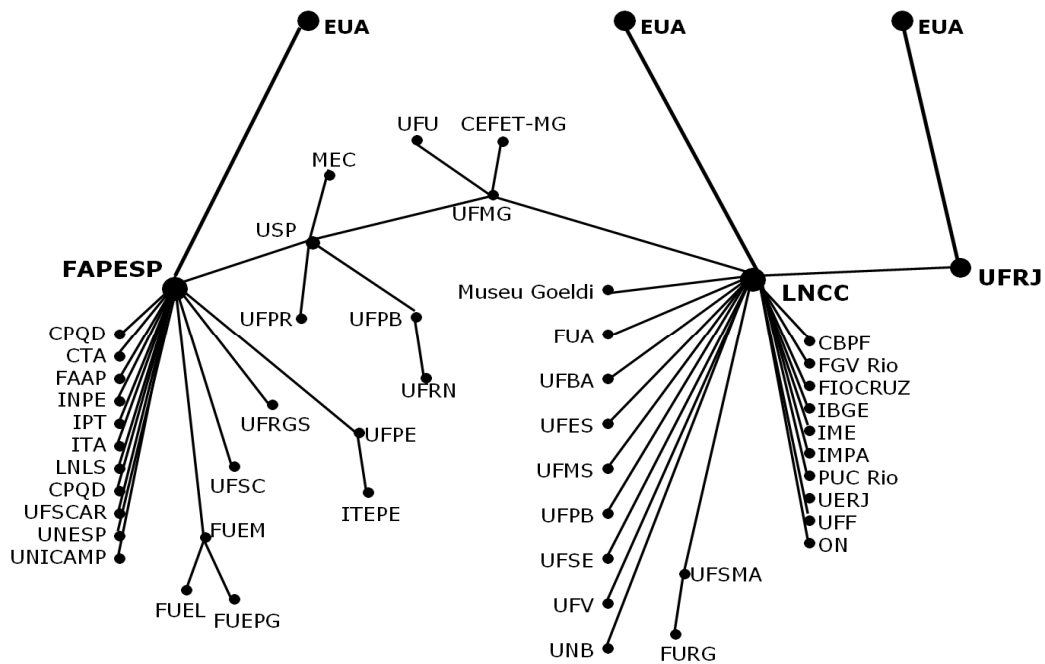 EUA
EUA
EUA
UFU
CEFET-MG
MEC
UFMG
USP
FAPESP
UFRJ
LNCC
Museu Goeldi
UFPR
UFPB
UFRN
UFRGS
UFPE
UFSC
ITEPE
FUEM
FUEL
FUEPG
CPQD
CTA
FAAP
INPE
IPT
ITA
LNLS
CPQD
UFSCAR
UNESP
UNICAMP
FUA
UFBA
UFES
UFMS
UFPB
UFSE
UFV
UNB
UFSMA
FURG
CBPF
FGV Rio
FIOCRUZ
IBGE
IME
IMPA
PUC Rio
UERJ
UFF
ON